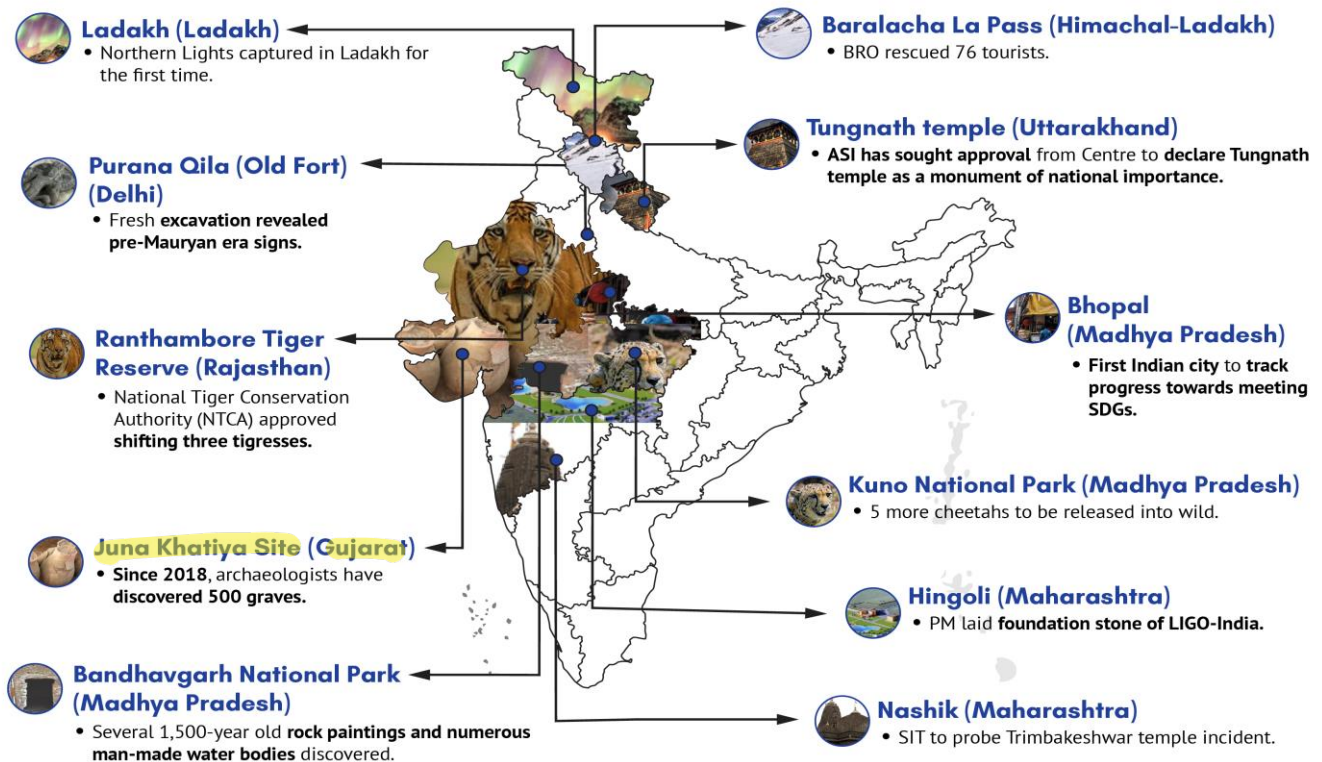 Ladakh (Ladakh)
• Northern Lights captured in Ladakh for
the first time.
Purana Qila (Old Fort)
(Delhi)
• Fresh excavation revealed
pre-Mauryan era signs.
Ranthambore Tiger
Reserve (Rajasthan)
• National Tiger Conservation
Authority (NTCA) approved
shifting three tigresses.
Juna Khatiya Site (Gujarat)
• Since 2018, archaeologists have
discovered 500 graves.
Bandhavgarh National Park
(Madhya Pradesh)
• Several 1,500-year old rock paintings and numerous
man-made water bodies discovered.
Baralacha La Pass (Himachal-Ladakh)
• BRO rescued 76 tourists.
Tungnath temple (Uttarakhand)
• ASI has sought approval from Centre to declare Tungnath
temple as a monument of national importance.
Bhopal
(Madhya Pradesh)
• First Indian city to track
progress towards meeting
SDGs.
Kuno National Park (Madhya Pradesh)
• 5 more cheetahs to be released into wild.
Hingoli (Maharashtra)
• PM laid foundation stone of LIGO-India.
Nashik (Maharashtra)
• SIT to probe Trimbakeshwar temple incident.